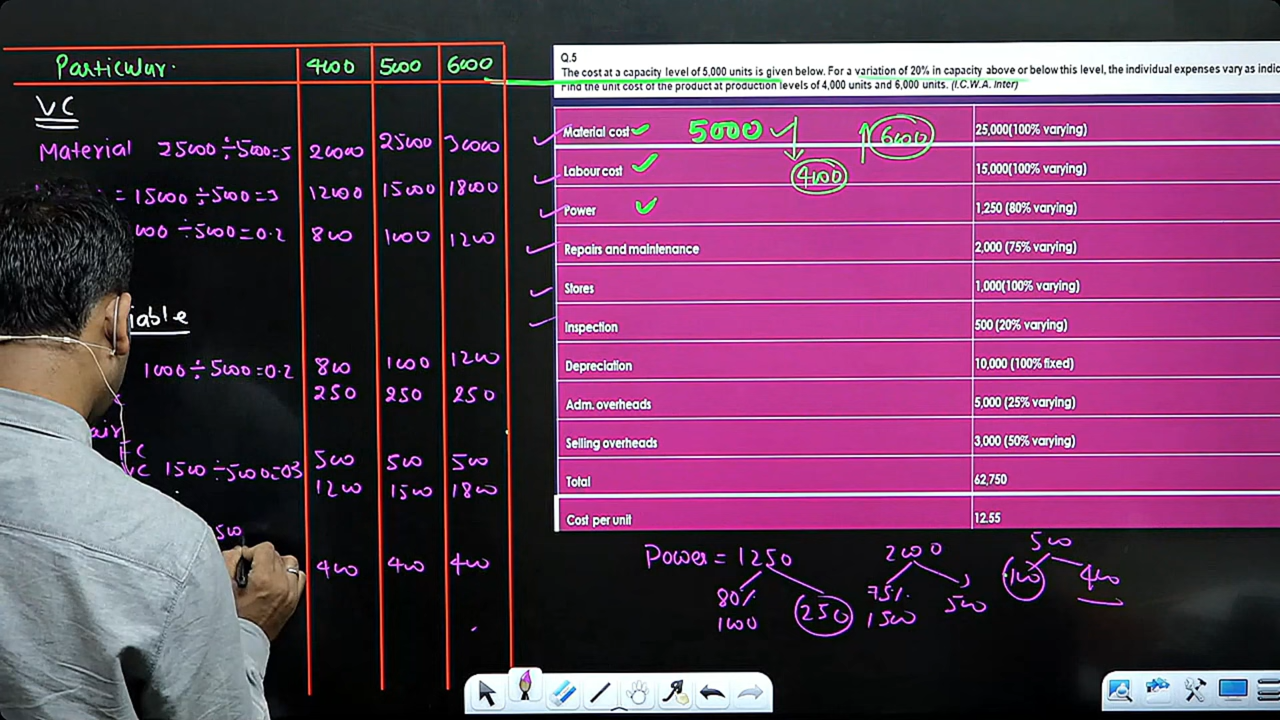 Particular. 4000 5000 6000
VC
Material 25000 ÷ 5000 = 5 20000 25000 30000
= 15000 ÷ 5000 = 3 12000 15000 18000
000 ÷ 5000 = 0.2 800 1000 1200
iable
1000 ÷ 5000 = 0.2 800 1000 1200
250 250 250
air
FC 500 500 500
VC 1500 ÷ 5000 = 03 1200 1500 1800
500
400 400 400
Q.5
The cost at a capacity level of 5,000 units is given below. For a variation of 20% in capacity above or below this level, the individual expenses vary as indic
Find the unit cost of the product at production levels of 4,000 units and 6,000 units. (I.C.W.A. Inter)
Material cost 5000 6000 25,000(100% varying)
Labour cost 4000 15,000(100% varying)
Power 1,250 (80% varying)
Repairs and maintenance 2,000 (75% varying)
Stores 1,000(100% varying)
Inspection 500 (20% varying)
Depreciation 10,000 (100% fixed)
Adm. overheads 5,000 (25% varying)
Selling overheads 3,000 (50% varying)
Total 62,750
Cost per unit 12.55
Power = 1250 2000 500
80% 250 75% 500 100 400
1000 1500